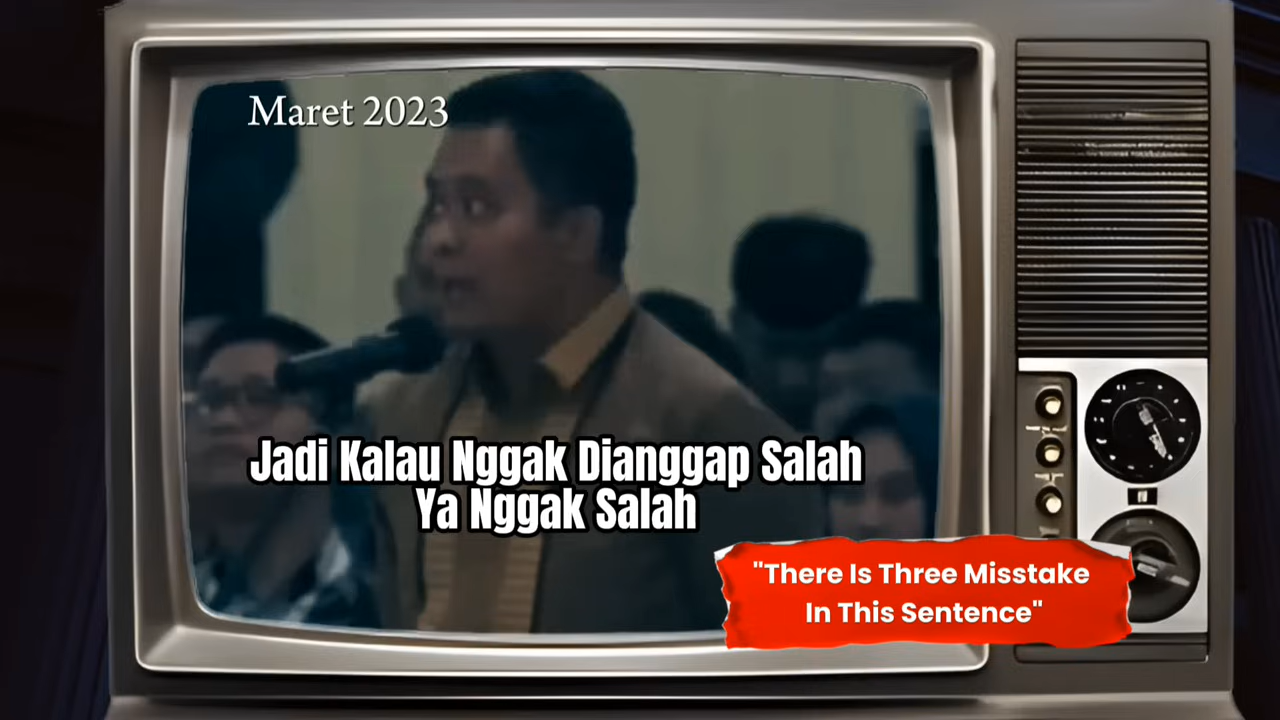 Maret 2023
Jadi Kalau Nggak Dianggap Salah
Ya Nggak Salah
"There Is Three Misstake
In This Sentence"